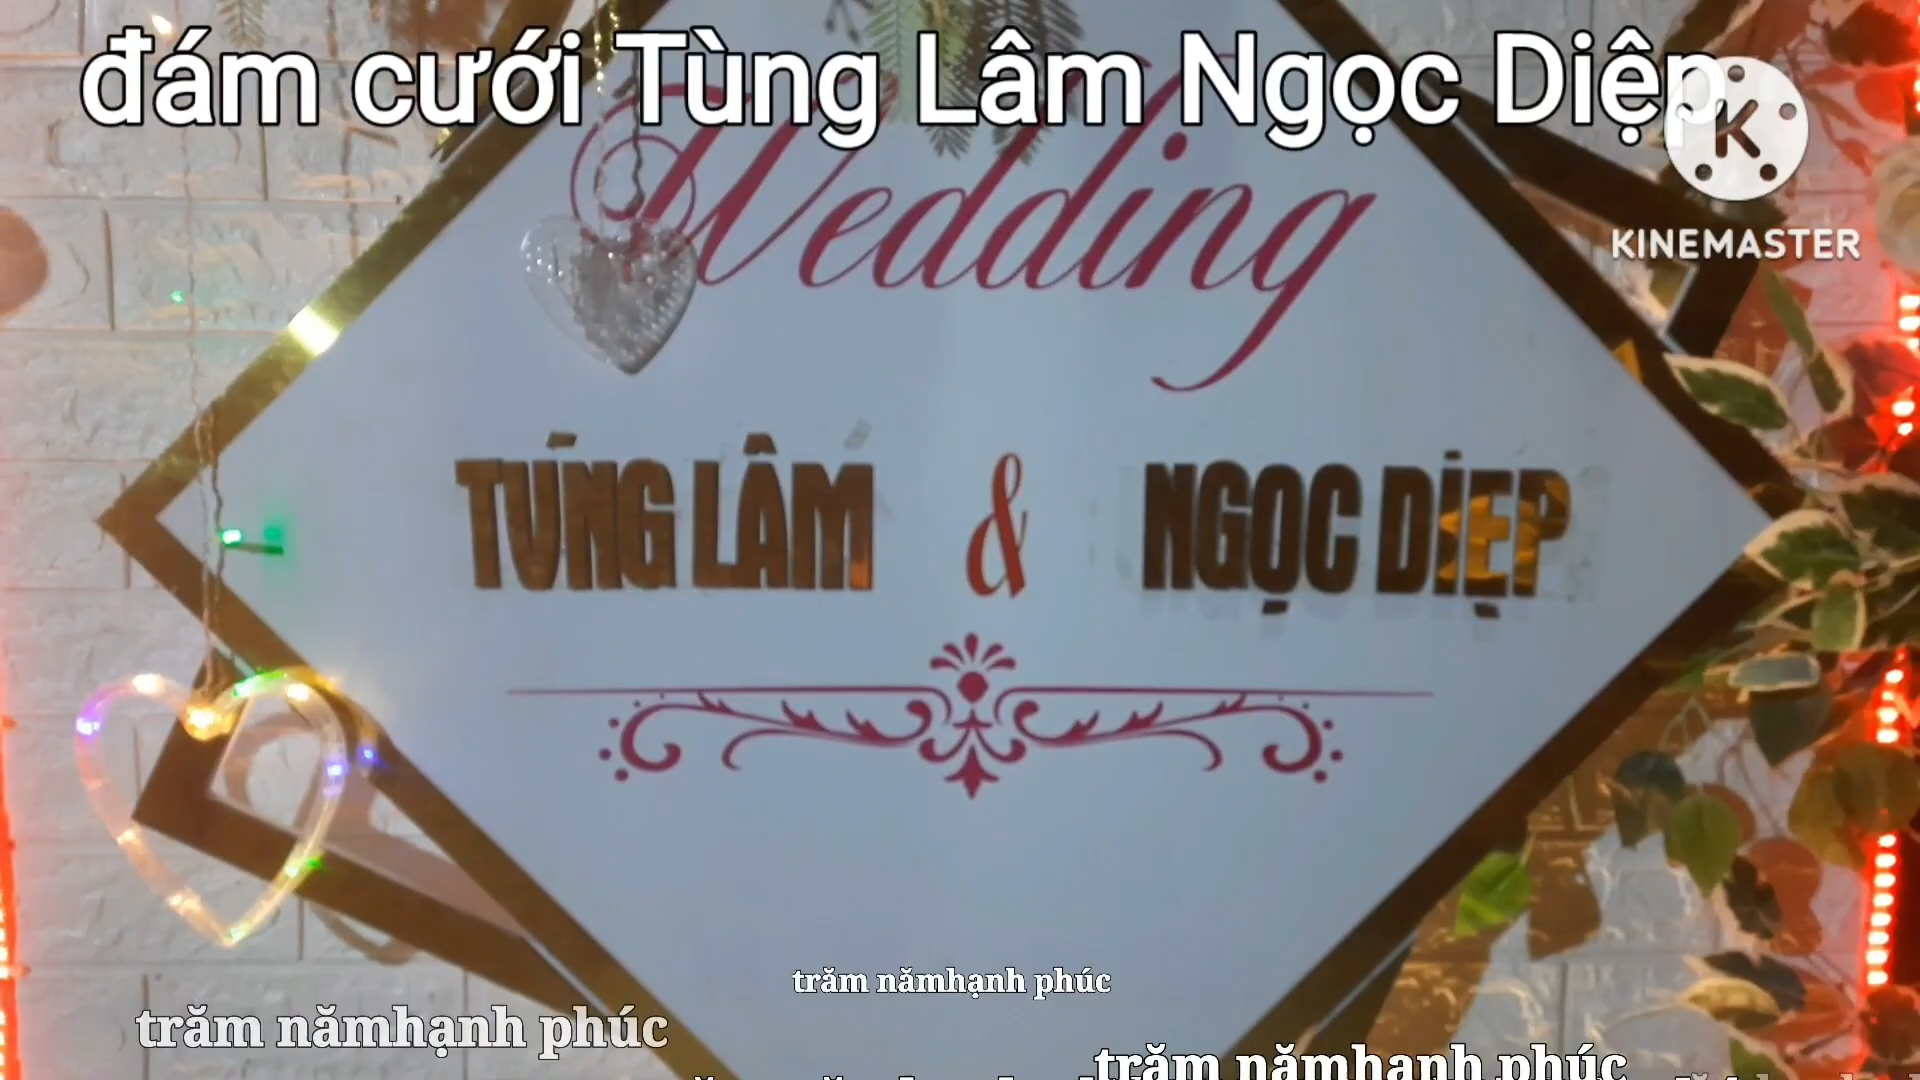 đám cưới Tùng Lâm Ngọc Diệp
KINEMASTER
Wedding
TÙNG LÂM & NGỌC DIỆP
trăm nămhạnh phúc
trăm nămhạnh phúc
trăm nămhạnh phúc